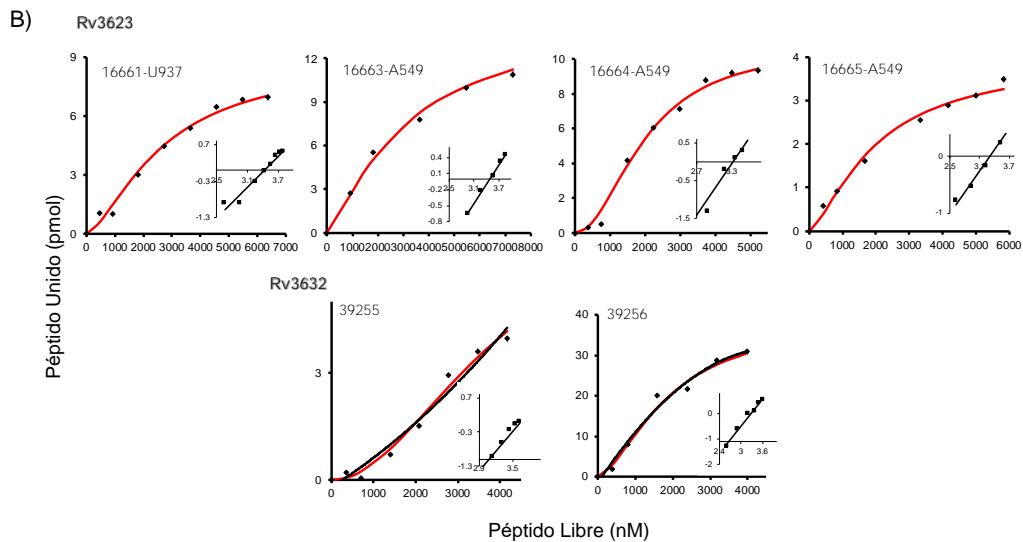 B)
Rv3623
Péptido Unido (pmol)
16661-U937
9
6
3
0
0 1000 2000 3000 4000 5000 6000 7000
0.7
-0.3
-1.3
2.5 3.1 3.7
16663-A549
15
12
9
6
3
0
0 1000 2000 3000 4000 5000 6000 7000 8000
0.4
0.1
-0.2
-0.5
-0.8
2.5 3.1 3.7
16664-A549
10
8
6
4
2
0
0 1000 2000 3000 4000 5000
0.5
-0.5
-1.5
2.7 3.3
16665-A549
4
3
2
1
0
0 1000 2000 3000 4000 5000 6000
0
-1
2.5 3.1 3.7
Rv3632
39255
3
0
0 1000 2000 3000 4000
0.7
-0.3
-1.3
2.9 3.5
39256
40
30
20
10
0
0 1000 2000 3000 4000
0
-1
-2
2.4 3 3.6
Péptido Libre (nM)